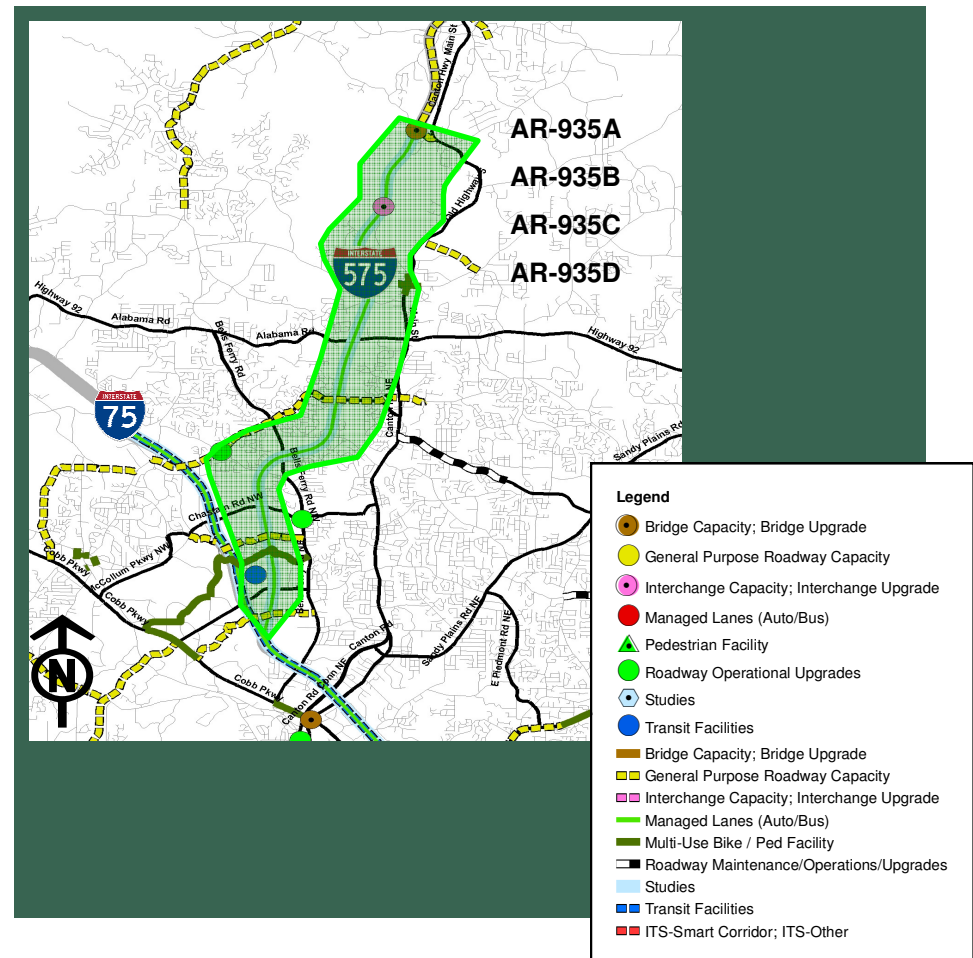 Canton Hwy Main St
AR-935A
AR-935B
Old Highway 5
AR-935C
INTERSTATE
575
AR-935D
Highway 92
Alabama Rd
Alabama Rd
Highway 92
Bells Ferry Rd
INTERSTATE
75
Sandy Plains Rd
Bells Ferry Rd NW
Chastain Rd NW
Cobb Pkwy
McCollum Pkwy NW
Cobb Pkwy
Canton Rd
Sandy Plains Rd NE
E Piedmont Rd NE
N
Cobb Pkwy
Canton Rd Conn NE
Legend
Bridge Capacity; Bridge Upgrade
General Purpose Roadway Capacity
Interchange Capacity; Interchange Upgrade
Managed Lanes (Auto/Bus)
Pedestrian Facility
Roadway Operational Upgrades
Studies
Transit Facilities
Bridge Capacity; Bridge Upgrade
General Purpose Roadway Capacity
Interchange Capacity; Interchange Upgrade
Managed Lanes (Auto/Bus)
Multi-Use Bike / Ped Facility
Roadway Maintenance/Operations/Upgrades
Studies
Transit Facilities
ITS-Smart Corridor; ITS-Other